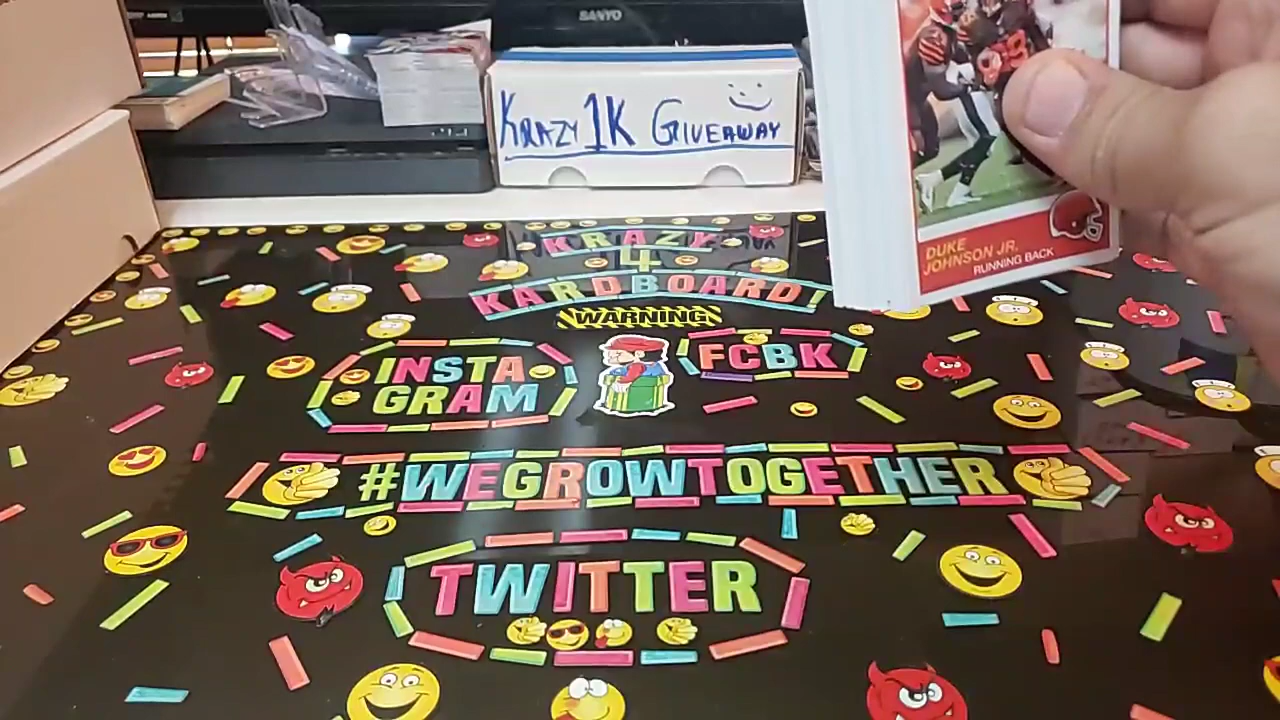 SANYO
KRAZY 1K GIVEAWAY
DUKE
JOHNSON JR.
RUNNING BACK
KRAZY
4
KARDBOARD!
WARNING
INSTA
GRAM
FCBK
#WEGROWTOGETHER
TWITTER